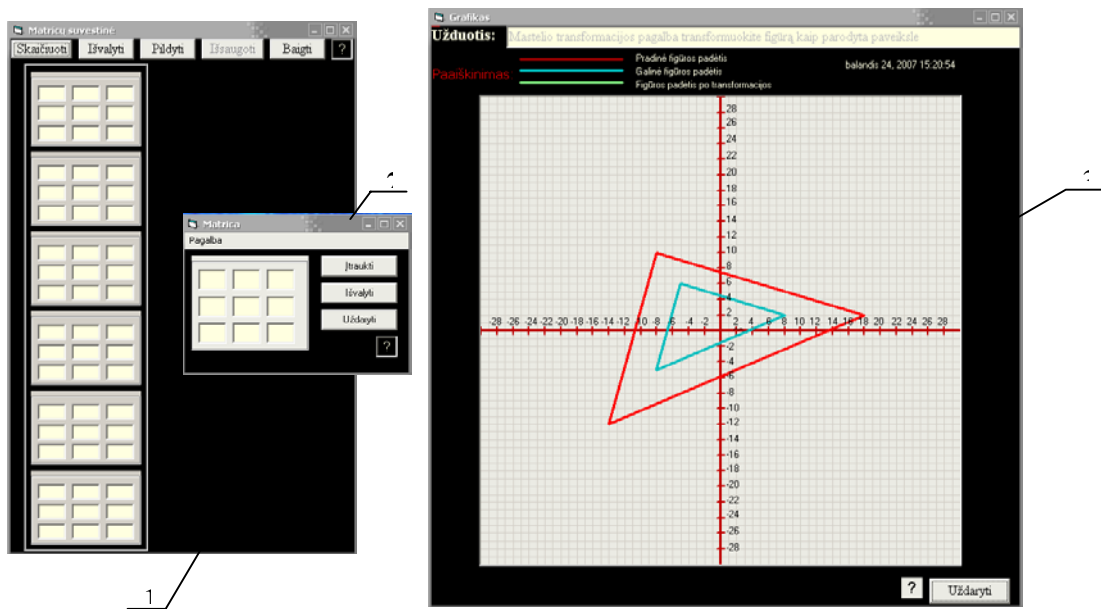 Matricų suvestinė
Skaičiuoti Išvalyti Pildyti Išsaugoti Baigti ?
Matrica
Pagalba
Įtraukti
Išvalyti
Uždaryti
?
1
Grafikas
Užduotis: Mastelio transformacijos pagalba transformuokite figūrą kaip parodyta paveiksle
Paaiškinimas
Pradinė figūros padėtis
Galinė figūros padėtis
Figūros padėtis po transformacijos
balandis 24, 2007 15:20:54
28
26
24
22
20
18
16
14
12
10
8
6
4
2
-28 -26 -24 -22 -20 -18 -16 -14 -12 -10 -8 -6 -4 -2 2 4 6 8 10 12 14 16 18 20 22 24 26 28
-2
-4
-6
-8
-10
-12
-14
-16
-18
-20
-22
-24
-26
-28
? Uždaryti